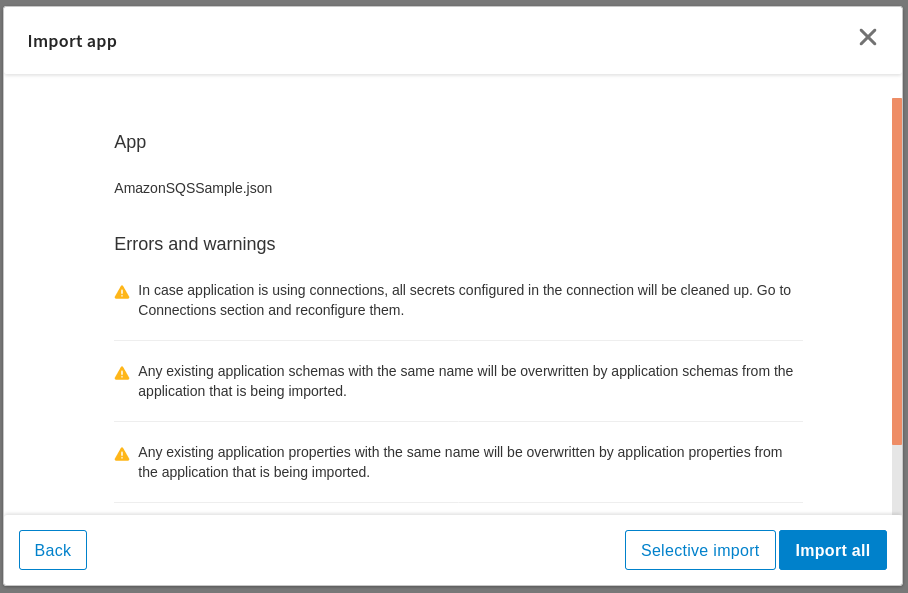 Import app
App
AmazonSQSSample.json
Errors and warnings
In case application is using connections, all secrets configured in the connection will be cleaned up. Go to
Connections section and reconfigure them.
Any existing application schemas with the same name will be overwritten by application schemas from the
application that is being imported.
Any existing application properties with the same name will be overwritten by application properties from
the application that is being imported.
Back
Selective import
Import all